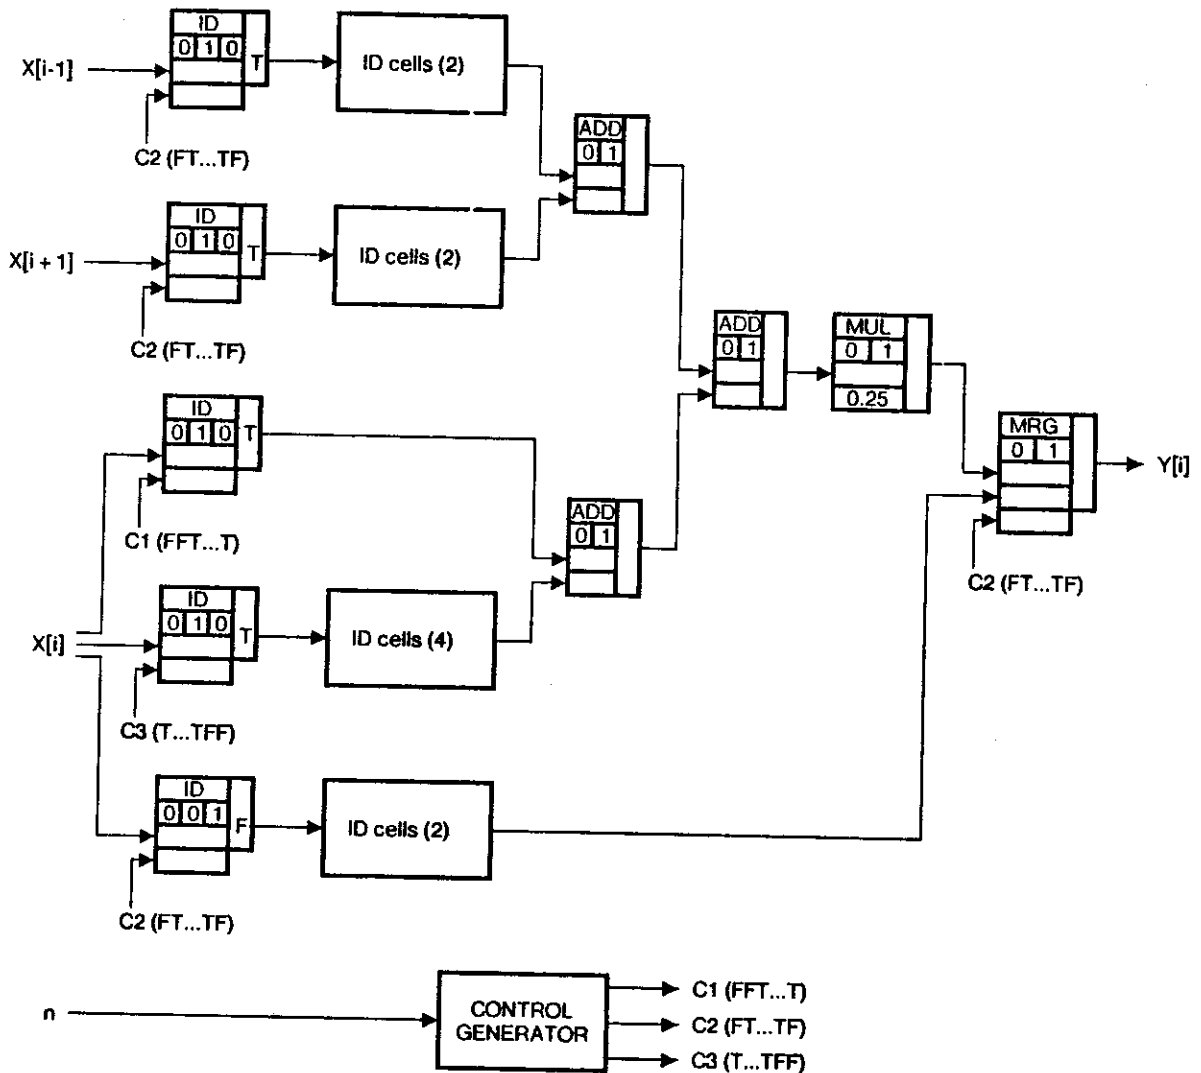 ID
0 1 0
T
X[i-1]
ID cells (2)
C2 (FT...TF)
ADD
0 1
ID
0 1 0
T
X[i + 1]
ID cells (2)
C2 (FT...TF)
ADD
0 1
MUL
0 1
0.25
ID
0 1 0
T
MRG
0 1
Y[i]
C1 (FFT...T)
ADD
0 1
C2 (FT...TF)
ID
0 1 0
T
X[i]
ID cells (4)
C3 (T...TFF)
ID
0 0 1
F
ID cells (2)
C2 (FT...TF)
n
CONTROL
GENERATOR
C1 (FFT...T)
C2 (FT...TF)
C3 (T...TFF)